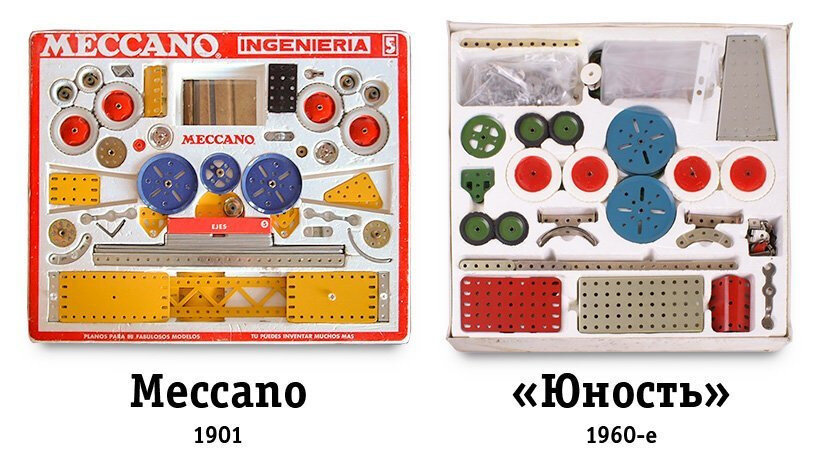 MECCANO® INGENIERIA 5
MECCANO.
EJES 5
PLANOS PARA 89 FABULOSOS MODELOS TU PUEDES INVENTAR MUCHOS MAS
Meccano
1901
«Юность»
1960-е